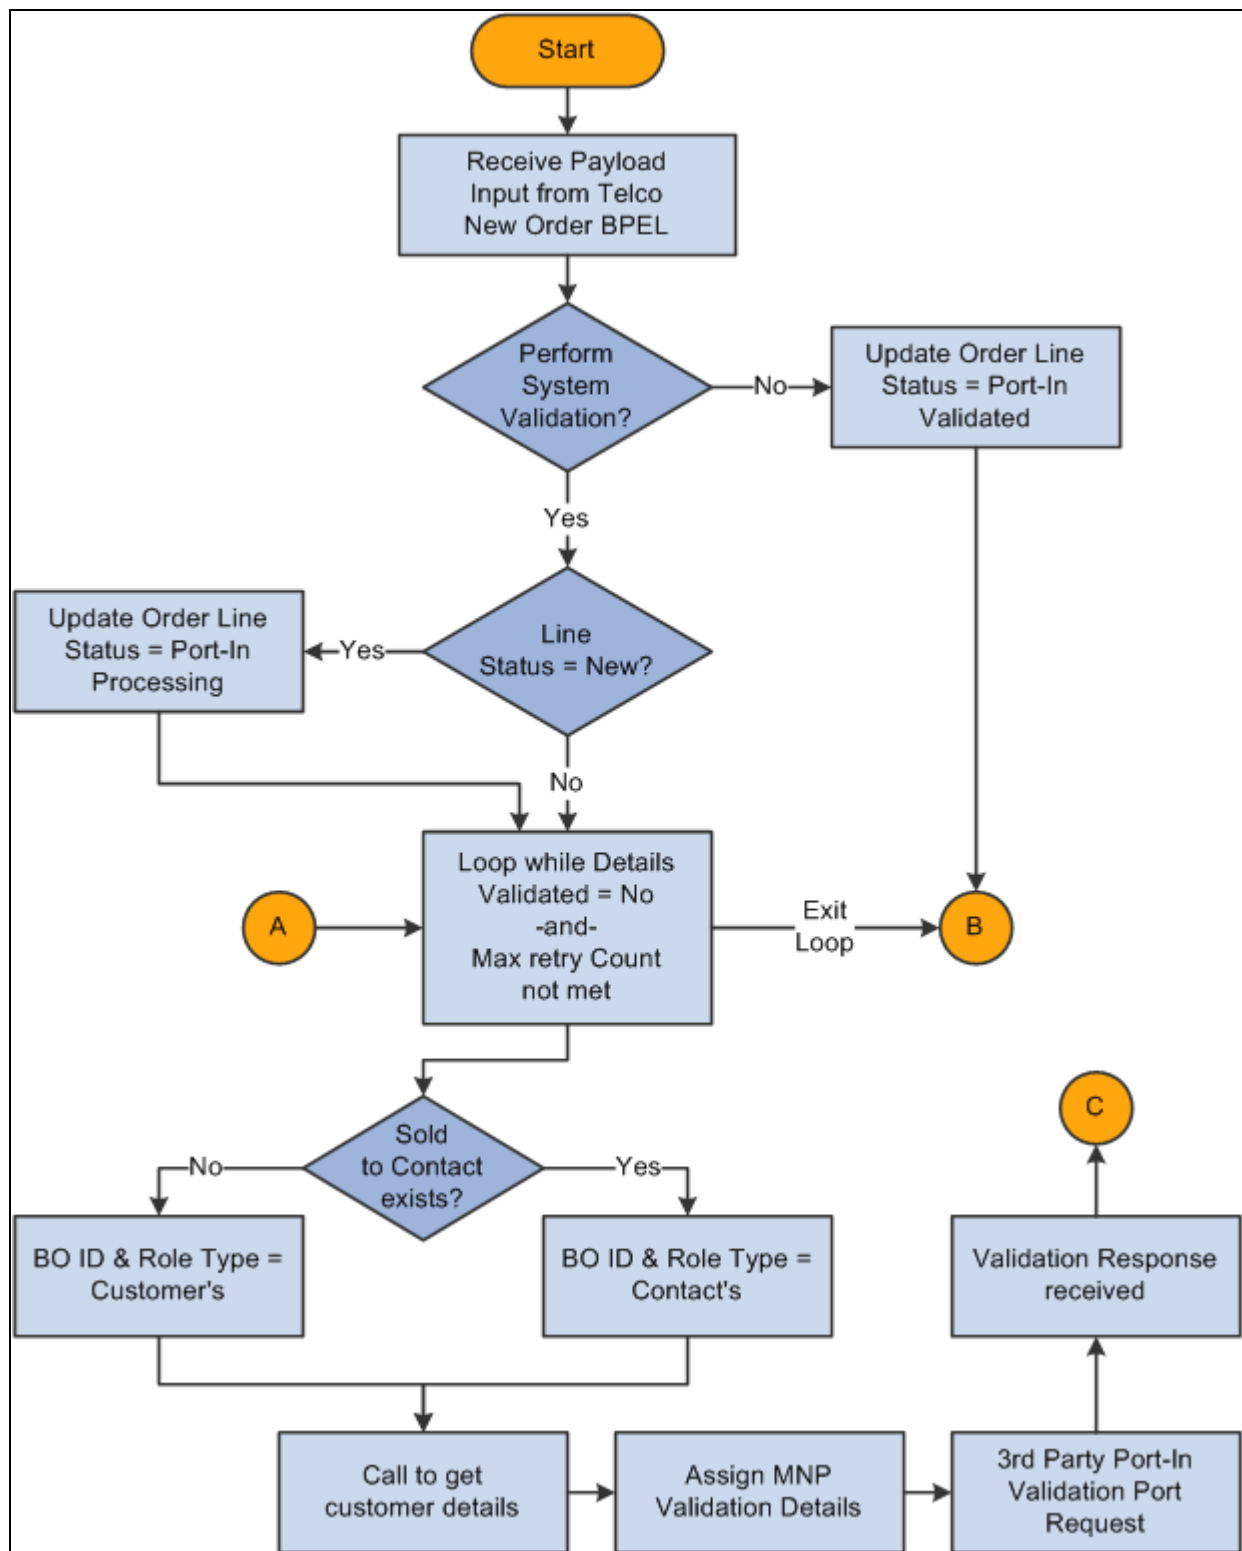 Start
Receive Payload
Input from Telco
New Order BPEL
Perform
System
Validation?
No
Update Order Line
Status = Port-In
Validated
Yes
Update Order Line
Status = Port-In
Processing
Yes
Line
Status = New?
No
A
Loop while Details
Validated = No
-and-
Max retry Count
not met
Exit
Loop
B
C
Sold
to Contact
exists?
No
Yes
BO ID & Role Type =
Customer's
BO ID & Role Type =
Contact's
Validation Response
received
Call to get
customer details
Assign MNP
Validation Details
3rd Party Port-In
Validation Port
Request